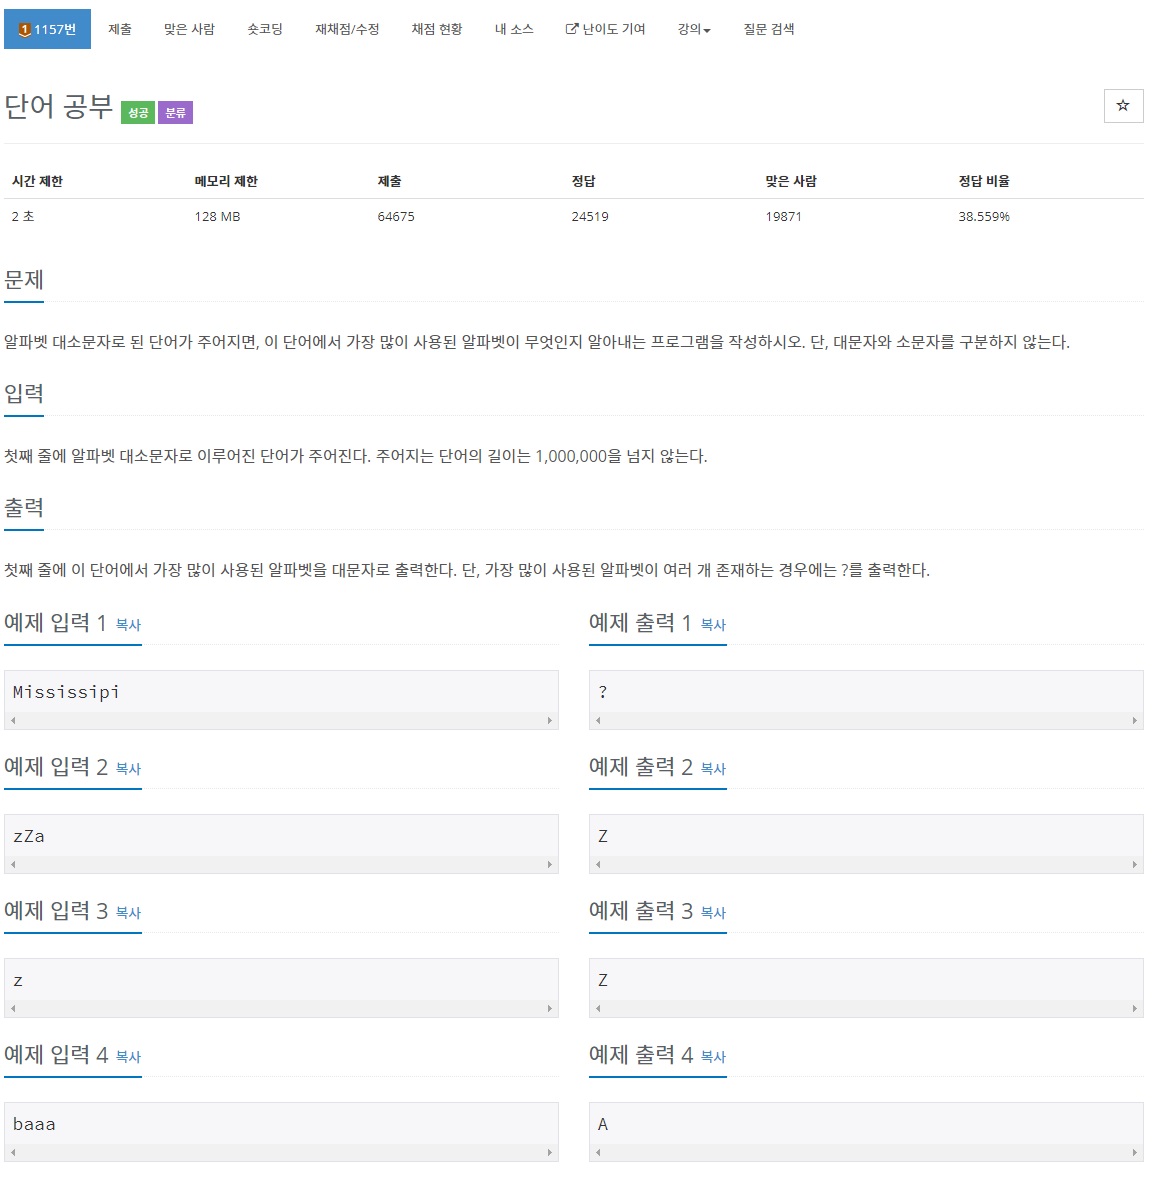 1 1157번 제출 맞은 사람 숏코딩 재채점/수정 채점 현황 내 소스 난이도 기여 강의 질문 검색
단어 공부 성공 분류
시간 제한 메모리 제한 제출 정답 맞은 사람 정답 비율
2 초 128 MB 64675 24519 19871 38.559%
문제
알파벳 대소문자로 된 단어가 주어지면, 이 단어에서 가장 많이 사용된 알파벳이 무엇인지 알아내는 프로그램을 작성하시오. 단, 대문자와 소문자를 구분하지 않는다.
입력
첫째 줄에 알파벳 대소문자로 이루어진 단어가 주어진다. 주어지는 단어의 길이는 1,000,000을 넘지 않는다.
출력
첫째 줄에 이 단어에서 가장 많이 사용된 알파벳을 대문자로 출력한다. 단, 가장 많이 사용된 알파벳이 여러 개 존재하는 경우에는 ?를 출력한다.
예제 입력 1 복사 예제 출력 1 복사
Mississipi ?
예제 입력 2 복사 예제 출력 2 복사
zZa Z
예제 입력 3 복사 예제 출력 3 복사
z Z
예제 입력 4 복사 예제 출력 4 복사
baaa A